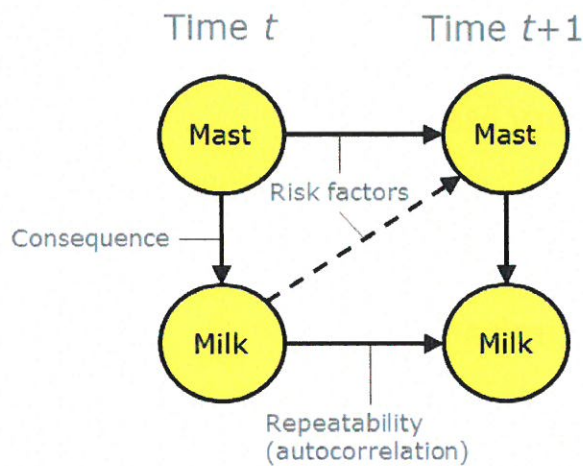 Time t
Time t+1
Mast
Mast
Risk factors
Consequence
Milk
Milk
Repeatability
(autocorrelation)